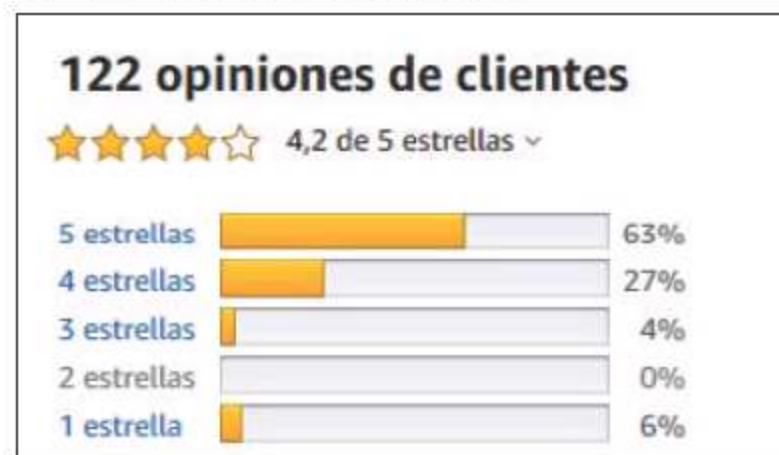 122 opiniones de clientes
4,2 de 5 estrellas
5 estrellas 63%
4 estrellas 27%
3 estrellas 4%
2 estrellas 0%
1 estrella 6%